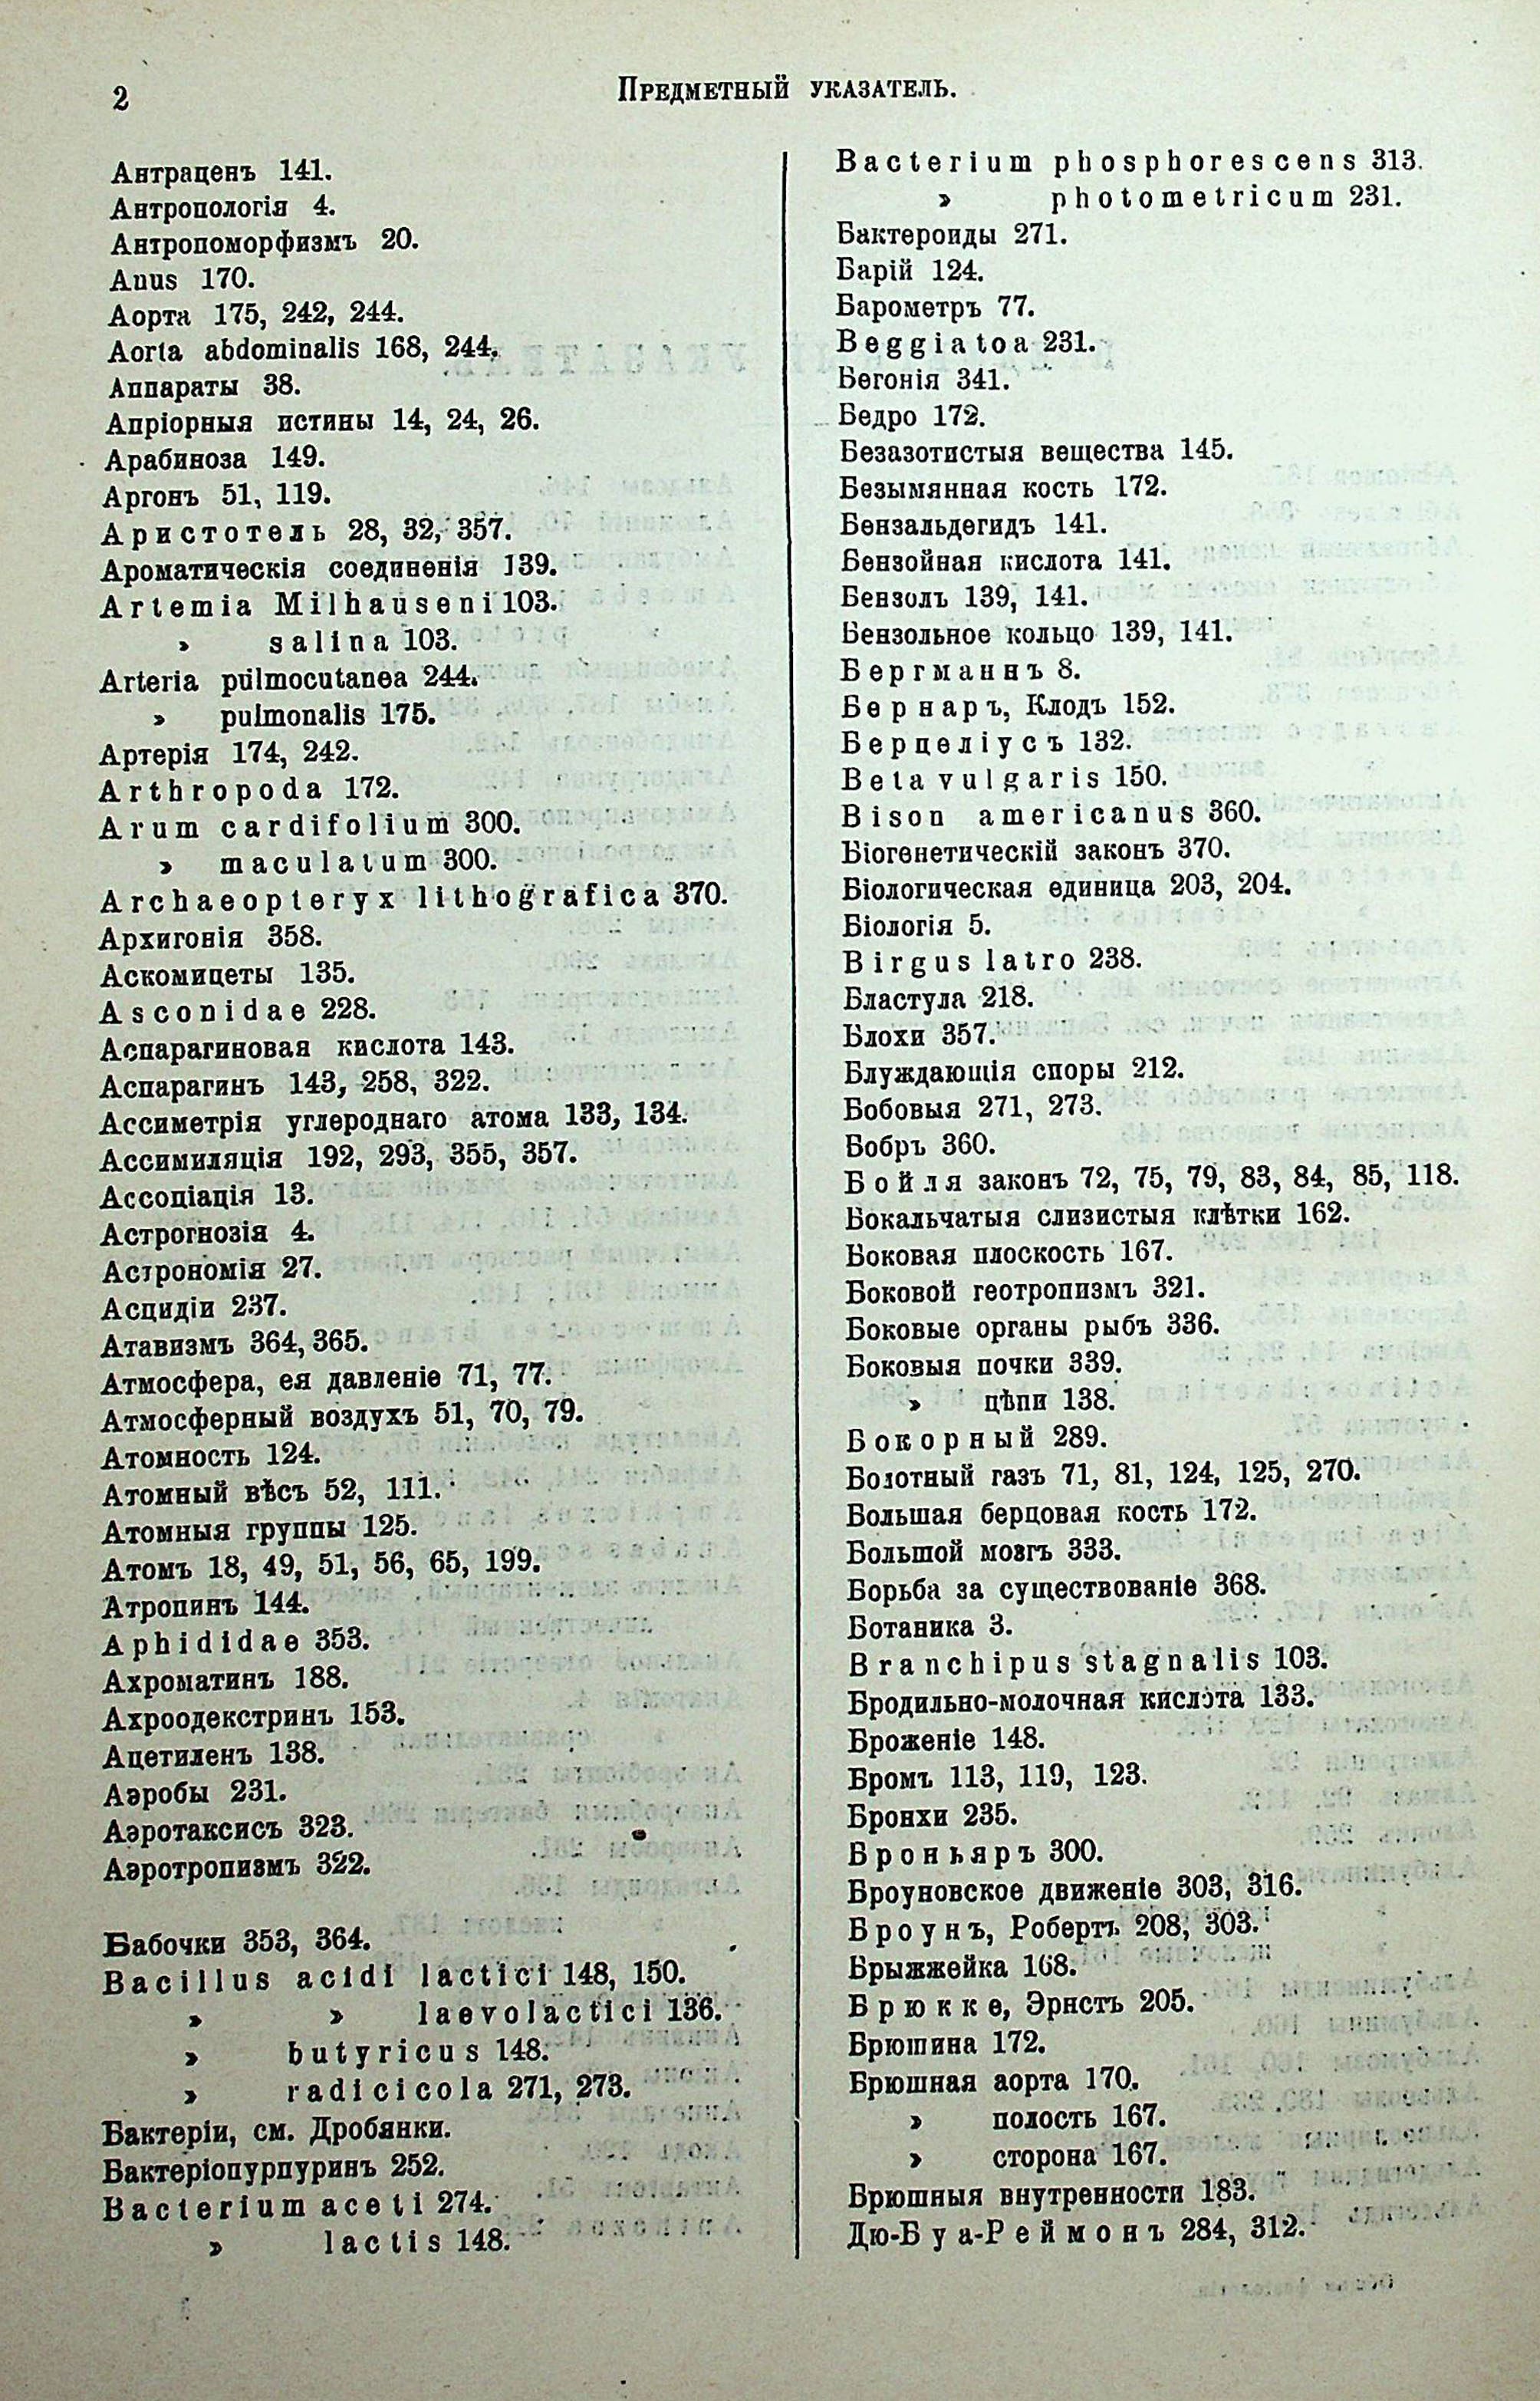 2
Предметный указатель.
Антраценъ 141.
Антропологія 4.
Антропоморфизмъ 20.
Anus 170.
Аорта 175, 242, 244.
Aorta abdominalis 168, 244.
Аппараты 38.
Апріорныя истины 14, 24, 26.
Арабиноза 149.
Аргонъ 51, 119.
Аристотель 28, 32, 357.
Ароматическія соединенія 139.
Artemia Milhauseni 103.
» salina 103.
Arteria pulmocutanea 244.
» pulmonalis 175.
Артерія 174, 242.
Arthropoda 172.
Arum cardifolium 300.
» maculatum 300.
Archaeopteryx lithografica 370.
Архигонія 358.
Аскомицеты 135.
Asconidae 228.
Аспарагиновая кислота 143.
Аспарагинъ 143, 258, 322.
Ассиметрія углероднаго атома 133, 134.
Ассимиляція 192, 293, 355, 357.
Ассоціація 13.
Астрогнозія 4.
Астрономія 27.
Асцидіи 237.
Атавизмъ 364, 365.
Атмосфера, ея давленіе 71, 77.
Атмосферный воздухъ 51, 70, 79.
Атомность 124.
Атомный вѣсъ 52, 111.
Атомныя группы 125.
Атомъ 18, 49, 51, 56, 65, 199.
Атропинъ 144.
Aphididae 353.
Ахроматинъ 188.
Ахроодекстринъ 153.
Ацетиленъ 138.
Аэробы 231.
Аэротаксисъ 323.
Аэротропизмъ 322.
Бабочки 353, 364.
Bacillus acidi lactici 148, 150.
» » laevolactici 136.
» butyricus 148.
» radicicola 271, 273.
Бактеріи, см. Дробянки.
Бактеріопурпуринъ 252.
Bacterium aceti 274.
» lactis 148.
Bacterium phosphorescens 313.
» photometricum 231.
Бактероиды 271.
Барій 124.
Барометръ 77.
Beggiatoa 231.
Бегонія 341.
Бедро 172.
Безазотистыя вещества 145.
Безымянная кость 172.
Бензальдегидъ 141.
Бензойная кислота 141.
Бензолъ 139, 141.
Бензольное кольцо 139, 141.
Бергманнъ 8.
Бернаръ, Клодъ 152.
Берцеліусъ 132.
Beta vulgaris 150.
Bison americanus 360.
Біогенетическій законъ 370.
Біологическая единица 203, 204.
Біологія 5.
Birgus latro 238.
Бластула 218.
Блохи 357.
Блуждающія споры 212.
Бобовыя 271, 273.
Бобръ 360.
Бойля законъ 72, 75, 79, 83, 84, 85, 118.
Бокальчатыя слизистыя клѣтки 162.
Боковая плоскость 167.
Боковой геотропизмъ 321.
Боковые органы рыбъ 336.
Боковыя почки 339.
» цѣпи 138.
Бокорный 289.
Болотный газъ 71, 81, 124, 125, 270.
Большая берцовая кость 172.
Большой мозгъ 333.
Борьба за существованіе 368.
Ботаника 3.
Branchipus stagnalis 103.
Бродильно-молочная кислота 133.
Броженіе 148.
Бромъ 113, 119, 123.
Бронхи 235.
Броньяръ 300.
Броуновское движеніе 303, 316.
Броунъ, Робертъ 208, 303.
Брыжжейка 168.
Брюкке, Эрнстъ 205.
Брюшина 172.
Брюшная аорта 170.
» полость 167.
» сторона 167.
Брюшныя внутренности 183.
Дю-Буа-Реймонъ 284, 312.